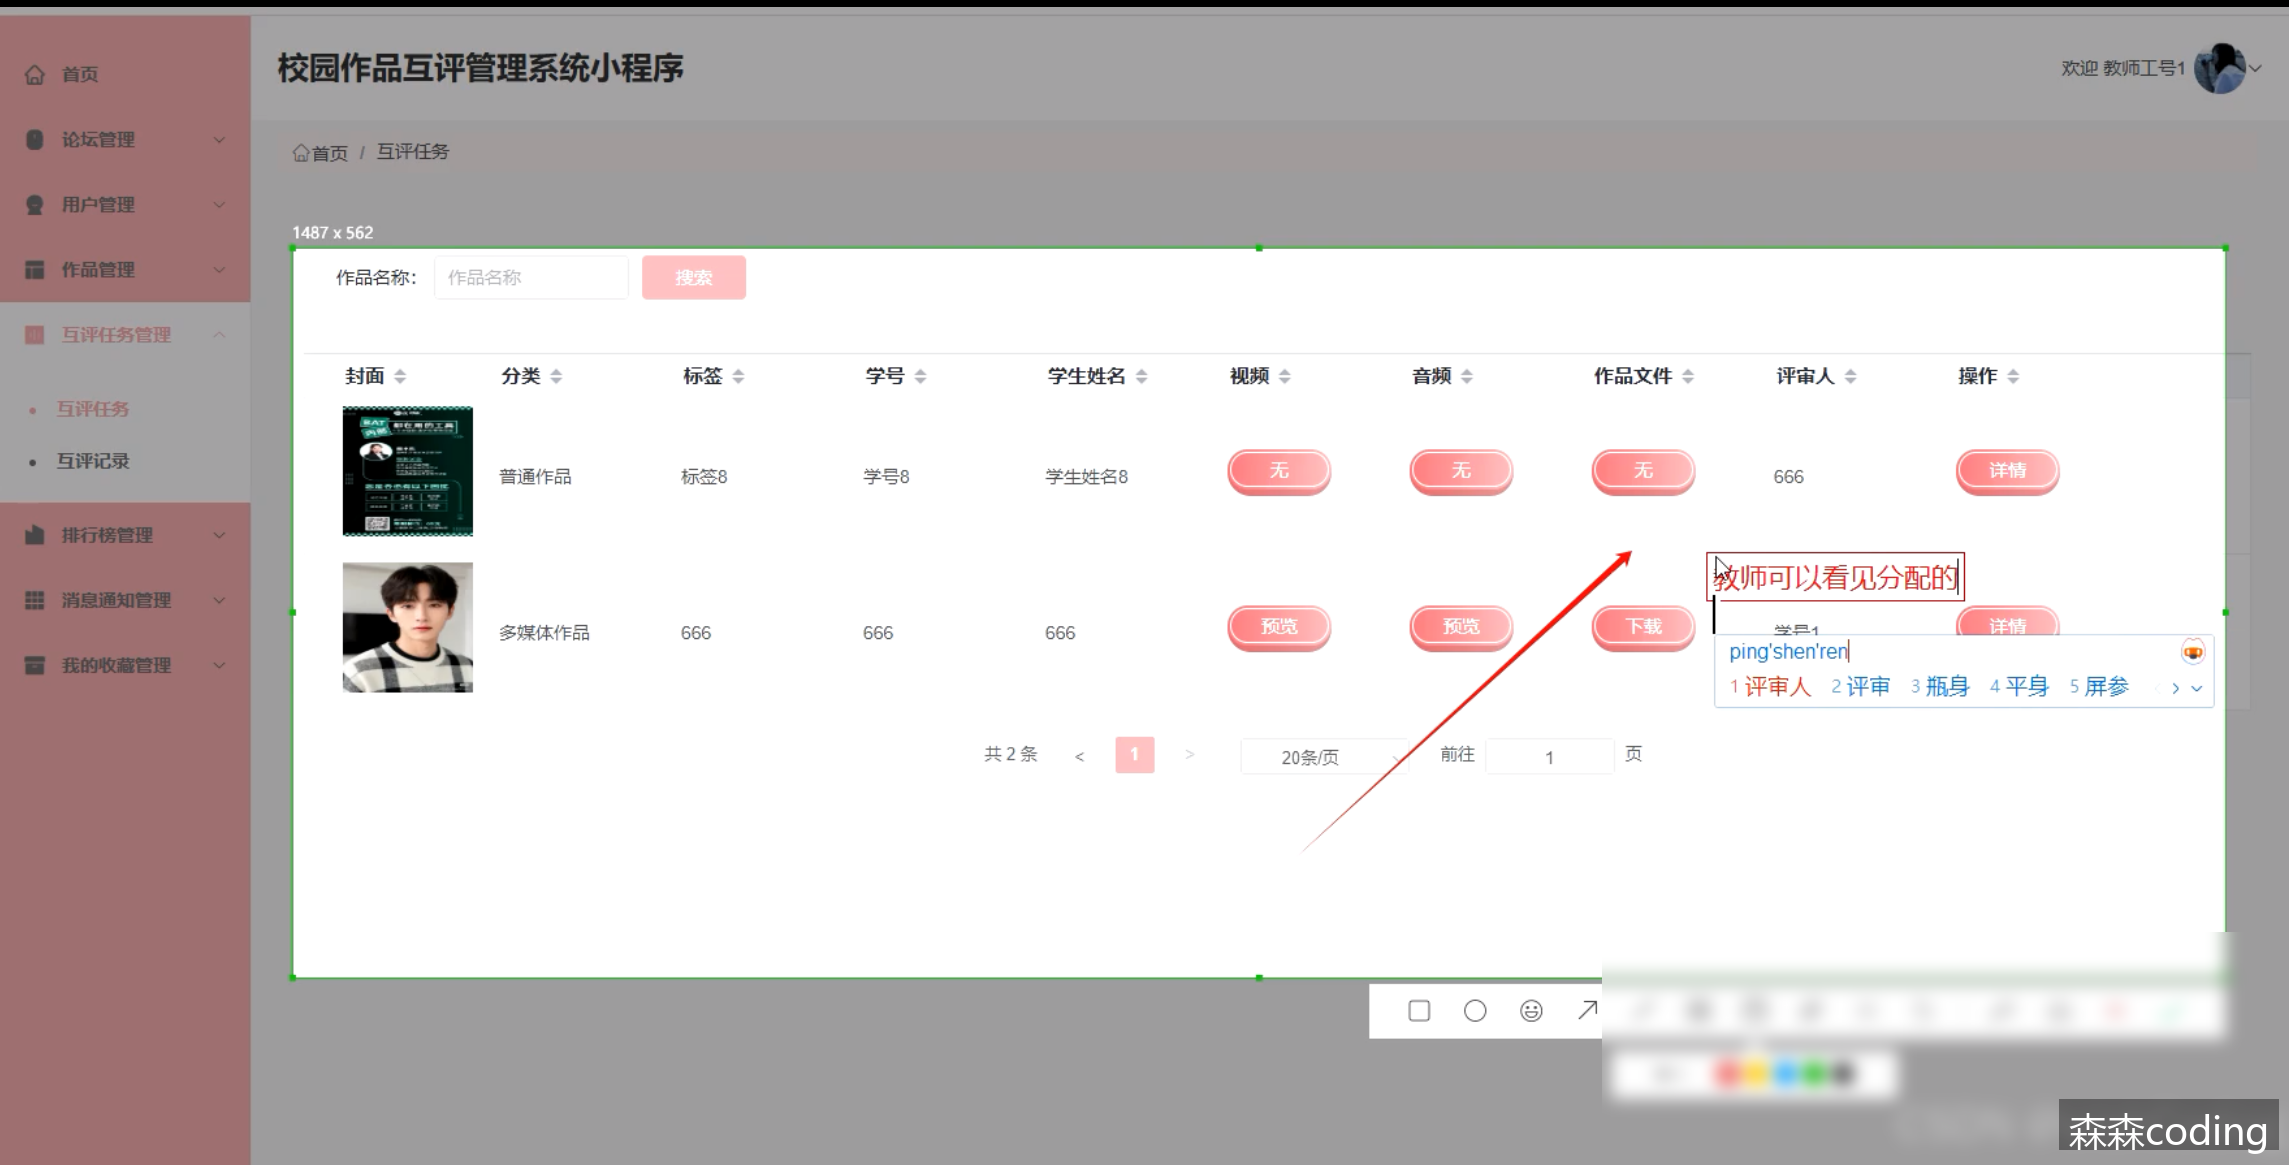 校园作品互评管理系统小程序
欢迎 教师工号1
首页
论坛管理
用户管理
作品管理
互评任务管理
互评任务
互评记录
排行榜管理
消息通知管理
我的收藏管理
首页 / 互评任务
1487 x 562
作品名称： 作品名称 搜索
封面 分类 标签 学号 学生姓名 视频 音频 作品文件 评审人 操作
普通作品 标签8 学号8 学生姓名8 无 无 无 666 详情
教师可以看见分配的
多媒体作品 666 666 666 预览 预览 下载 学号1 详情
ping'shen'ren
1 评审人 2 评审 3 瓶身 4 平身 5 屏参
共 2 条 < 1 > 20条/页 前往 1 页
森森coding